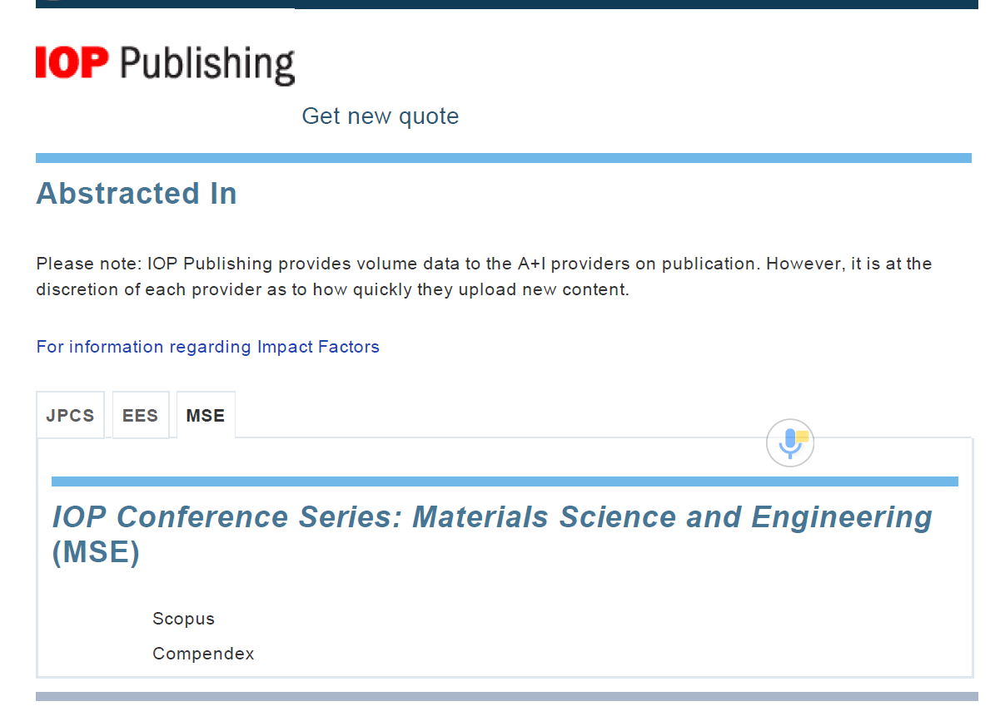 IOP Publishing
Get new quote
Abstracted In
Please note: IOP Publishing provides volume data to the A+I providers on publication. However, it is at the
discretion of each provider as to how quickly they upload new content.
For information regarding Impact Factors
JPCS EES MSE
IOP Conference Series: Materials Science and Engineering
(MSE)
Scopus
Compendex